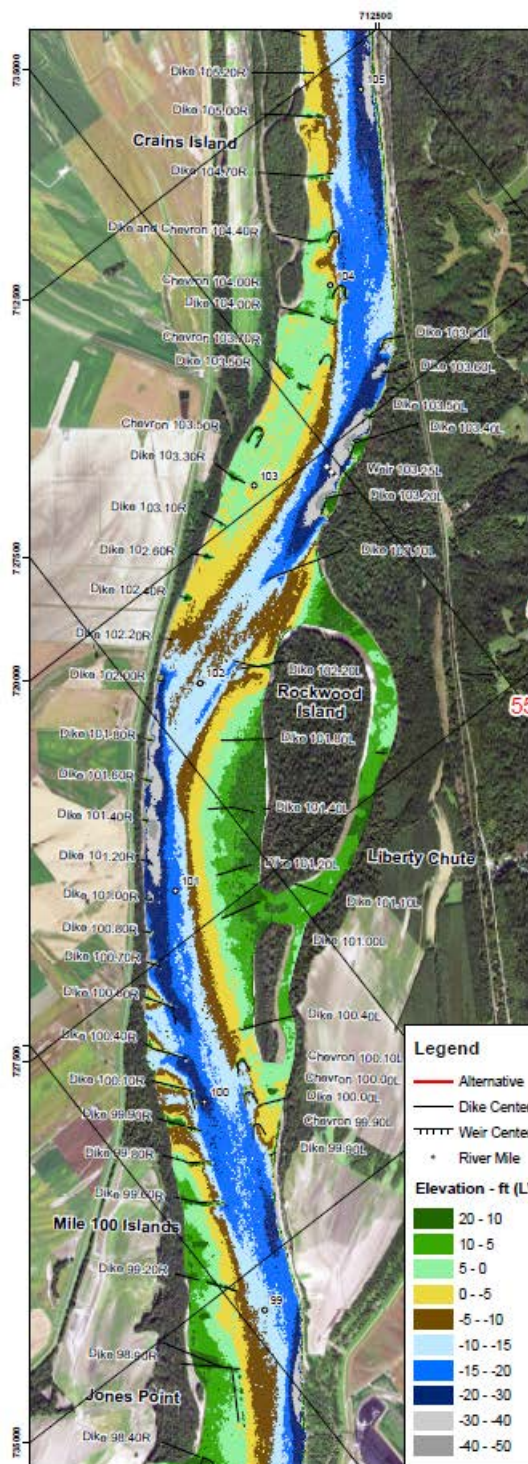 712500
735000
105
Dike 105.20R
Dike 105.00R
Crains Island
Dike 104.70R
Dike and Chevron 104.40R
Chevron 104.00R
104
Dike 104.00R
712500
Chevron 103.70R
Dike 103.50R
Dike 103.60L
Dike 103.50L
Dike 103.40L
Chevron 103.50R
Dike 103.30R
Weir 103.25L
103
Dike 103.20L
Dike 103.10R
Dike 102.60R
727500
Dike 102.40R
Dike 102.20R
Dike 102.20L
Dike 102.00R
102
720000
Rockwood
Island
55
Dike 101.80R
Dike 101.80L
Dike 101.60R
Dike 101.40R
Dike 101.40L
Dike 101.20R
Dike 101.20L
Liberty Chute
101
Dike 101.00R
Dike 101.10L
Dike 100.80R
Dike 100.70R
Dike 100.40R
Dike 100.40L
727500
Chevron 100.10L
Dike 100.10R
Chevron 100.00L
100
Dike 100.00L
Dike 99.90R
Chevron 99.90L
Dike 99.80R
Dike 99.90L
Dike 99.60R
Mile 100 Islands
Dike 99.20R
99
Dike 98.90R
Jones Point
Dike 98.40R
735000
Legend
Alternative
Dike Center
Weir Center
River Mile
Elevation - ft (L
20 - 10
10 - 5
5 - 0
0 - -5
-5 - -10
-10 - -15
-15 - -20
-20 - -30
-30 - -40
-40 - -50